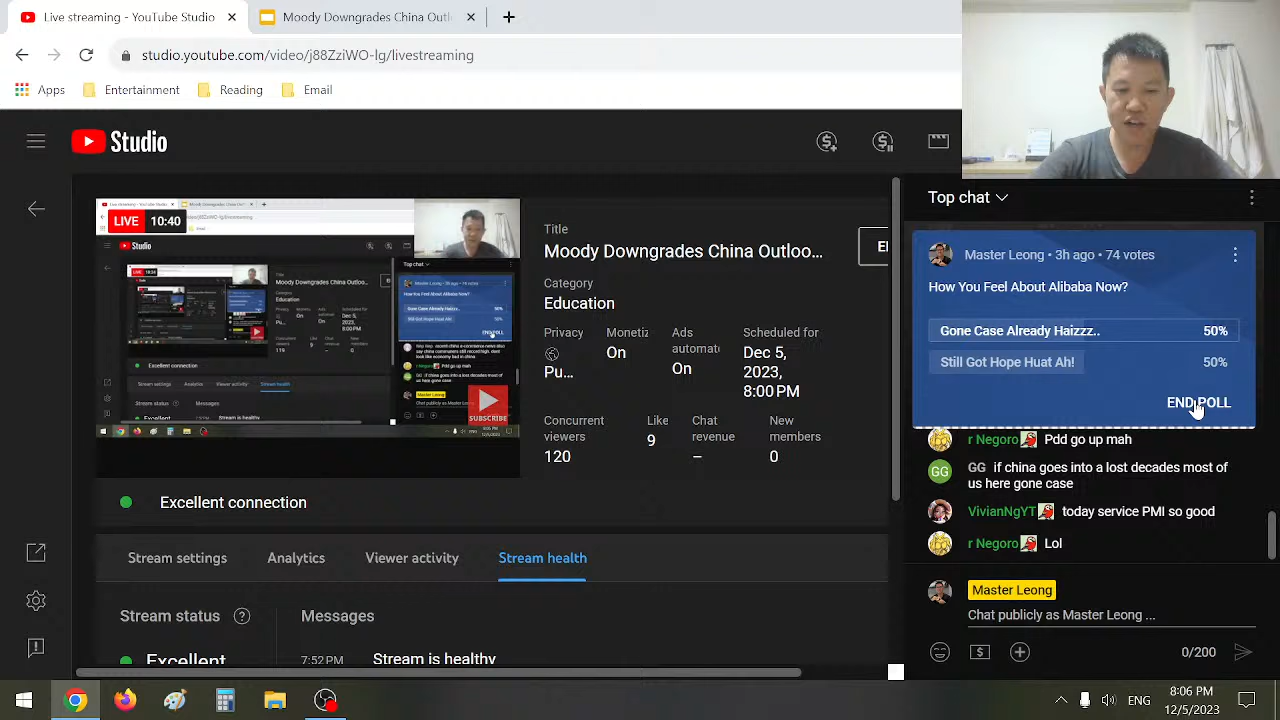 Live streaming - YouTube Studio
Moody Downgrades China Outl
studio.youtube.com/video/j88ZziWO-Ig/livestreaming
Apps
Entertainment
Reading
Email
Studio
LIVE 10:40
SUBSCRIBE
Title
Moody Downgrades China Outloo...
Category
Education
Privacy
Pu...
Monetiz
On
Ads
automati
On
Scheduled for
Dec 5,
2023,
8:00 PM
Concurrent
viewers
120
Like
9
Chat
revenue
–
New
members
0
Excellent connection
Stream settings
Analytics
Viewer activity
Stream health
Stream status
Messages
Excellent
7:52 PM
Stream is healthy
Top chat
Master Leong • 3h ago • 74 votes
How You Feel About Alibaba Now?
Gone Case Already Haizzz..
50%
Still Got Hope Huat Ah!
50%
END POLL
r Negoro Pdd go up mah
GG GG if china goes into a lost decades most of
us here gone case
VivianNgYT today service PMI so good
r Negoro Lol
Master Leong
Chat publicly as Master Leong ...
0/200
ENG
8:06 PM
12/5/2023